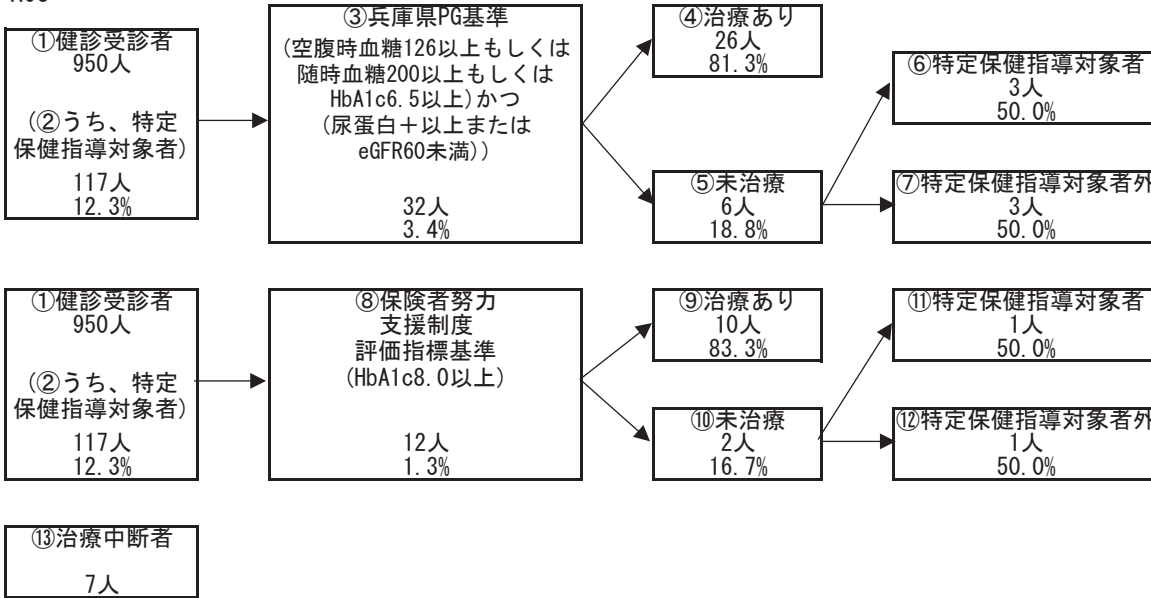 ①健診受診者
950人
(②うち、特定
保健指導対象者)
117人
12.3%
③兵庫県PG基準
(空腹時血糖126以上もしくは
随時血糖200以上もしくは
HbA1c6.5以上)かつ
(尿蛋白+以上または
eGFR60未満))
32人
3.4%
④治療あり
26人
81.3%
⑤未治療
6人
18.8%
⑥特定保健指導対象者
3人
50.0%
⑦特定保健指導対象者外
3人
50.0%
①健診受診者
950人
(②うち、特定
保健指導対象者)
117人
12.3%
⑧保険者努力
支援制度
評価指標基準
(HbA1c8.0以上)
12人
1.3%
⑨治療あり
10人
83.3%
⑩未治療
2人
16.7%
⑪特定保健指導対象者
1人
50.0%
⑫特定保健指導対象者外
1人
50.0%
⑬治療中断者
7人